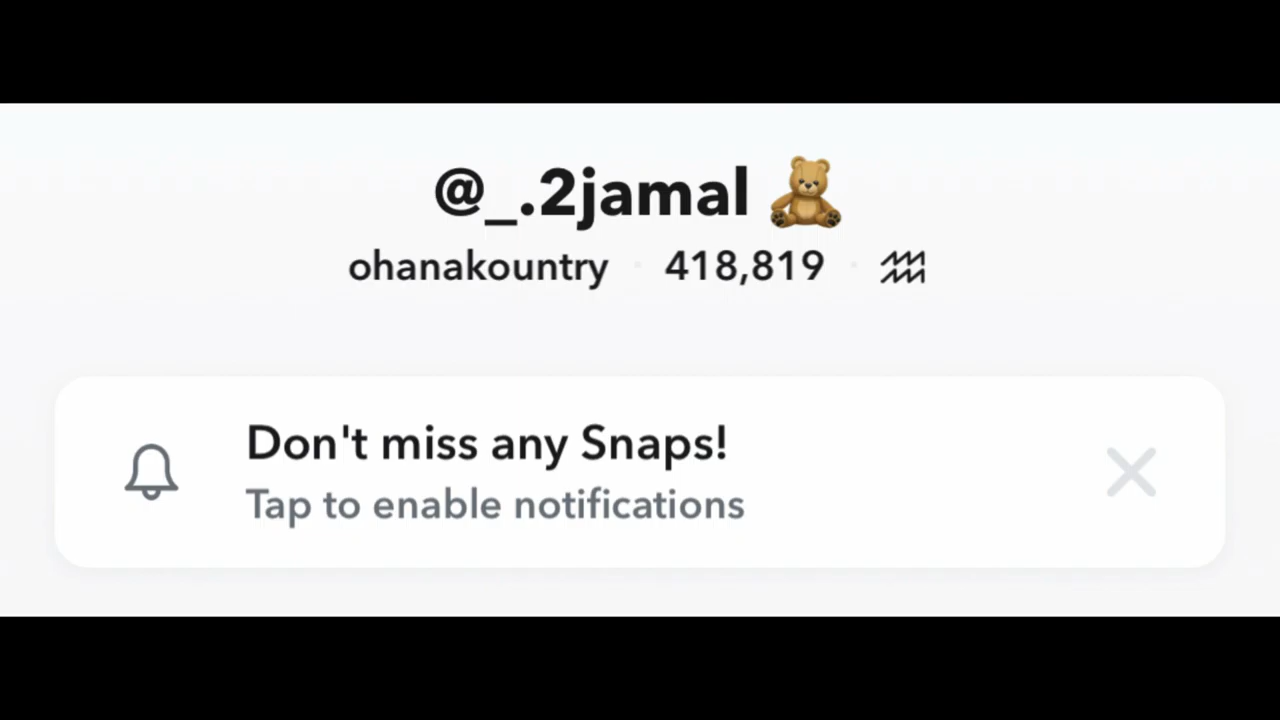 @_.2jamal 🧸
ohanakountry · 418,819 · ♒
Don't miss any Snaps!
Tap to enable notifications